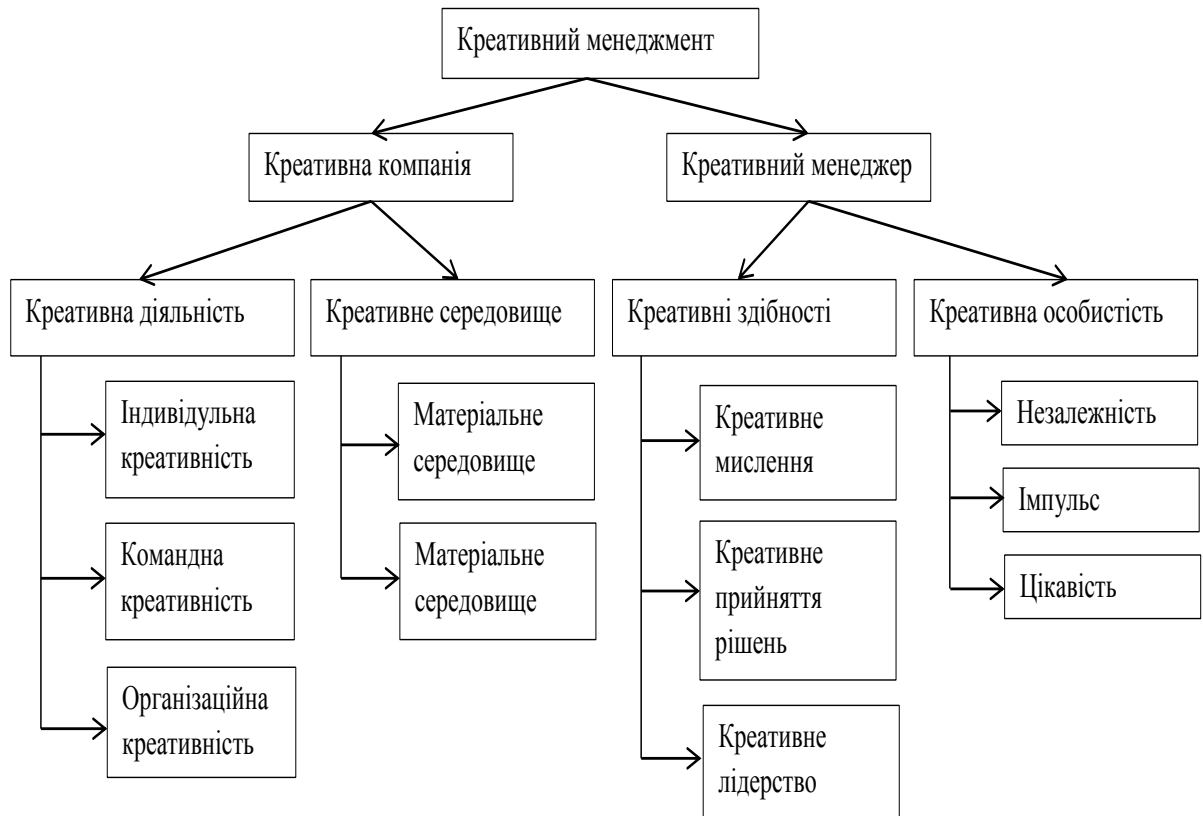 Креативний менеджмент
Креативна компанія
Креативний менеджер
Креативна діяльність
Креативне середовище
Креативні здібності
Креативна особистість
Індивідульна
креативність
Командна
креативність
Організаційна
креативність
Матеріальне
середовище
Матеріальне
середовище
Креативне
мислення
Креативне
прийняття
рішень
Креативне
лідерство
Незалежність
Імпульс
Цікавість